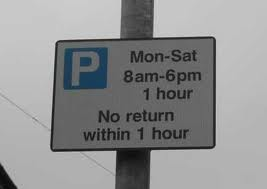 P Mon-Sat
8am-6pm
1 hour
No return
within 1 hour